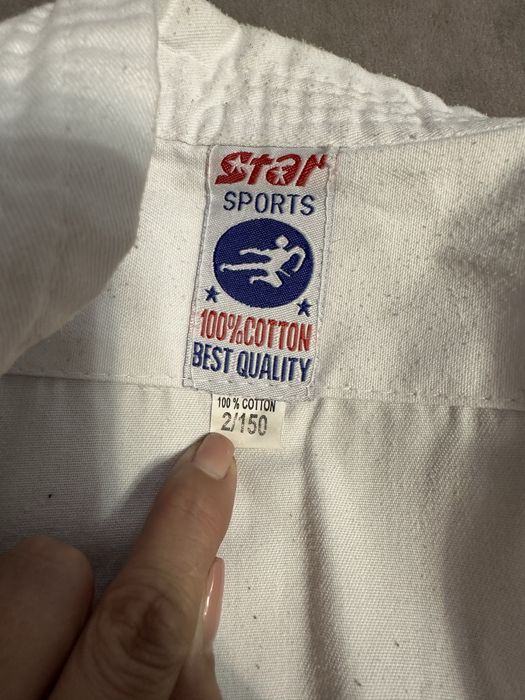 Star
SPORTS
100%COTTON
BEST QUALITY
100 % COTTON
2/150